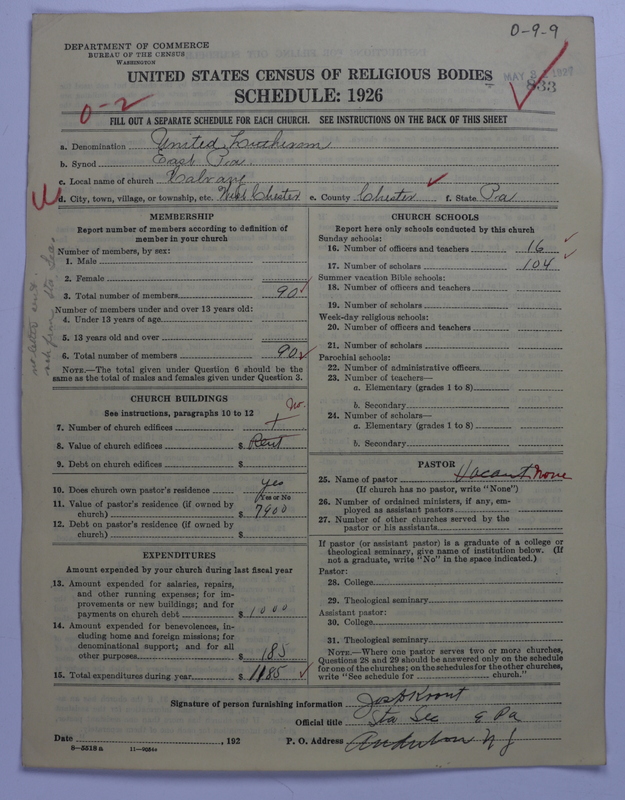 0-9-9
DEPARTMENT OF COMMERCE
BUREAU OF THE CENSUS
WASHINGTON
UNITED STATES CENSUS OF RELIGIOUS BODIES
MAY 1927
SCHEDULE: 1926
833
0-2
FILL OUT A SEPARATE SCHEDULE FOR EACH CHURCH. SEE INSTRUCTIONS ON THE BACK OF THIS SHEET
a. Denomination United Lutheran
b. Synod East Pa.
c. Local name of church Calvary
d. City, town, village, or township, etc. West Chester e. County Chester f. State Pa
MEMBERSHIP
Report number of members according to definition of
member in your church
Number of members, by sex:
1. Male
2. Female
3. Total number of members 90
Number of members under and over 13 years old:
4. Under 13 years of age
5. 13 years old and over
6. Total number of members 90
NOTE.—The total given under Question 6 should be
same as the total of males and females given under Question 3.
no letter sent.
from Sta. Sec.
CHURCH BUILDINGS
See instructions, paragraphs 10 to 12
no.
7. Number of church edifices
8. Value of church edifices $ Rent
9. Debt on church edifices $
10. Does church own pastor's residence yes
Yes or No
11. Value of pastor's residence (if owned by
church) $ 7900
12. Debt on pastor's residence (if owned by
church) $
EXPENDITURES
Amount expended by your church during last fiscal year
13. Amount expended for salaries, repairs,
and other running expenses; for im-
provements or new buildings; and for
payments on church debt $ 1000
14. Amount expended for benevolences, in-
cluding home and foreign missions; for
denominational support; and for all
other purposes $ 185
15. Total expenditures during year $ 1185
CHURCH SCHOOLS
Report here only schools conducted by this church
Sunday schools:
16. Number of officers and teachers 16
17. Number of scholars 104
Summer vacation Bible schools:
18. Number of officers and teachers
19. Number of scholars
Week-day religious schools:
20. Number of officers and teachers
21. Number of scholars
Parochial schools:
22. Number of administrative officers
23. Number of teachers—
a. Elementary (grades 1 to 8)
b. Secondary
24. Number of scholars—
a. Elementary (grades 1 to 8)
b. Secondary
PASTOR
25. Name of pastor Vacant None
(If church has no pastor, write "None")
26. Number of ordained ministers, if any, em-
ployed as assistant pastors
27. Number of other churches served by the
pastor or his assistants
If pastor (or assistant pastor) is a graduate of a college or
theological seminary, give name of institution below. (If
not a graduate, write "No" in the space indicated.)
Pastor:
28. College
29. Theological seminary
Assistant pastor:
30. College
31. Theological seminary
NOTE.—Where one pastor serves two or more churches,
Questions 28 and 29 should be answered only on the schedule
for one of the churches; on the schedules for the other churches,
write "See schedule for church."
Signature of person furnishing information Jos D Krout
Official title Sta Sec E Pa
Date , 192 P. O. Address Audubon N J
8—5518 a